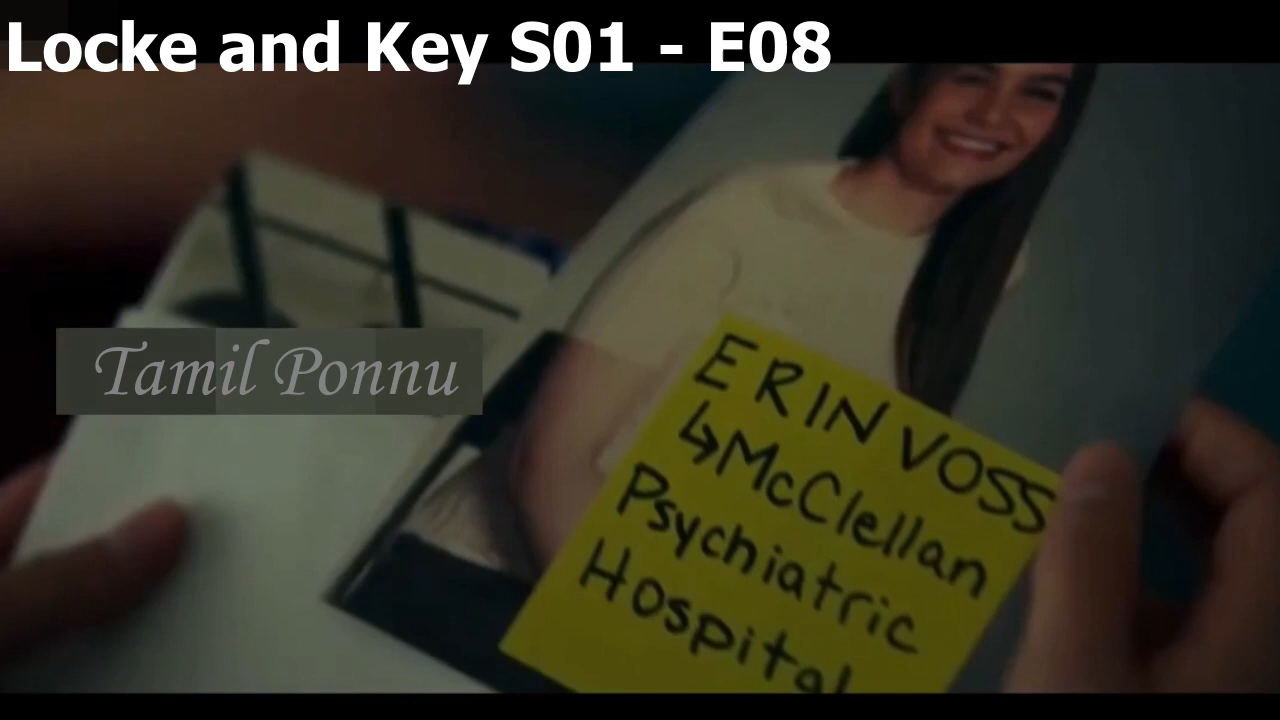 Locke and Key S01 - E08
Tamil Ponnu
ERIN VOSS
↳McClellan
Psychiatric
Hospital